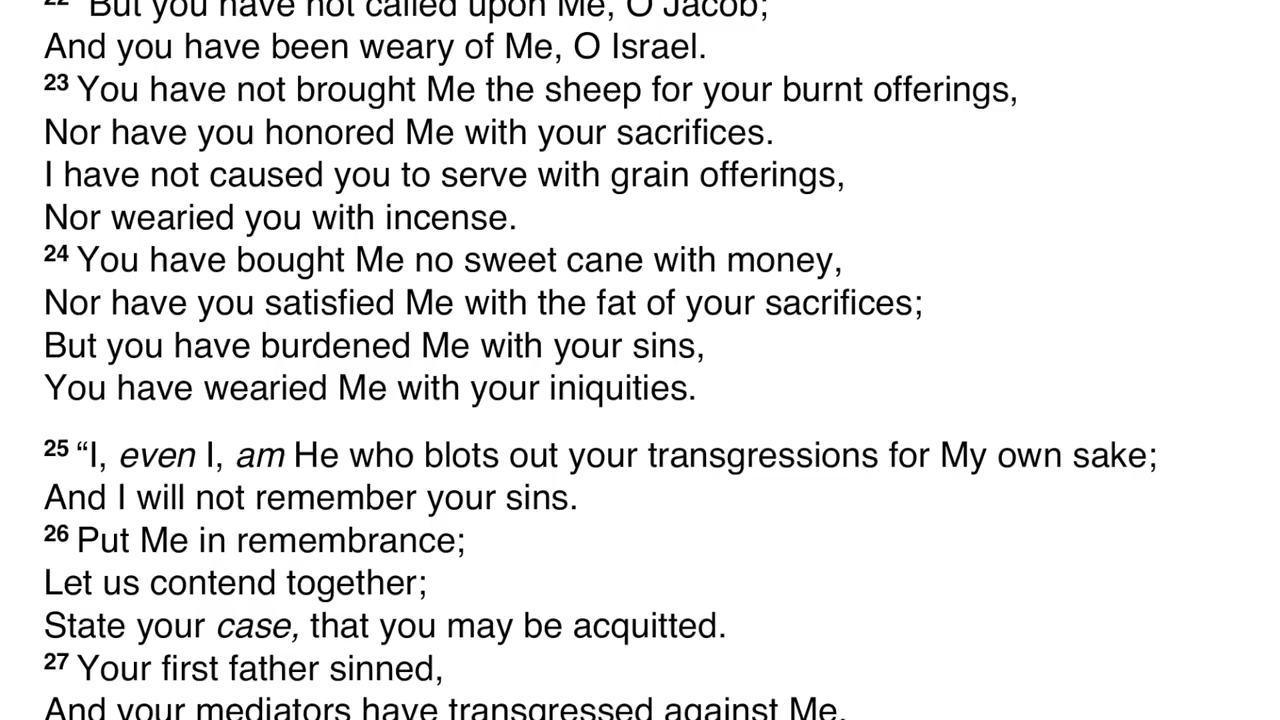 22 But you have not called upon Me, O Jacob;
And you have been weary of Me, O Israel.
23 You have not brought Me the sheep for your burnt offerings,
Nor have you honored Me with your sacrifices.
I have not caused you to serve with grain offerings,
Nor wearied you with incense.
24 You have bought Me no sweet cane with money,
Nor have you satisfied Me with the fat of your sacrifices;
But you have burdened Me with your sins,
You have wearied Me with your iniquities.
25 “I, even I, am He who blots out your transgressions for My own sake;
And I will not remember your sins.
26 Put Me in remembrance;
Let us contend together;
State your case, that you may be acquitted.
27 Your first father sinned,
And your mediators have transgressed against Me.